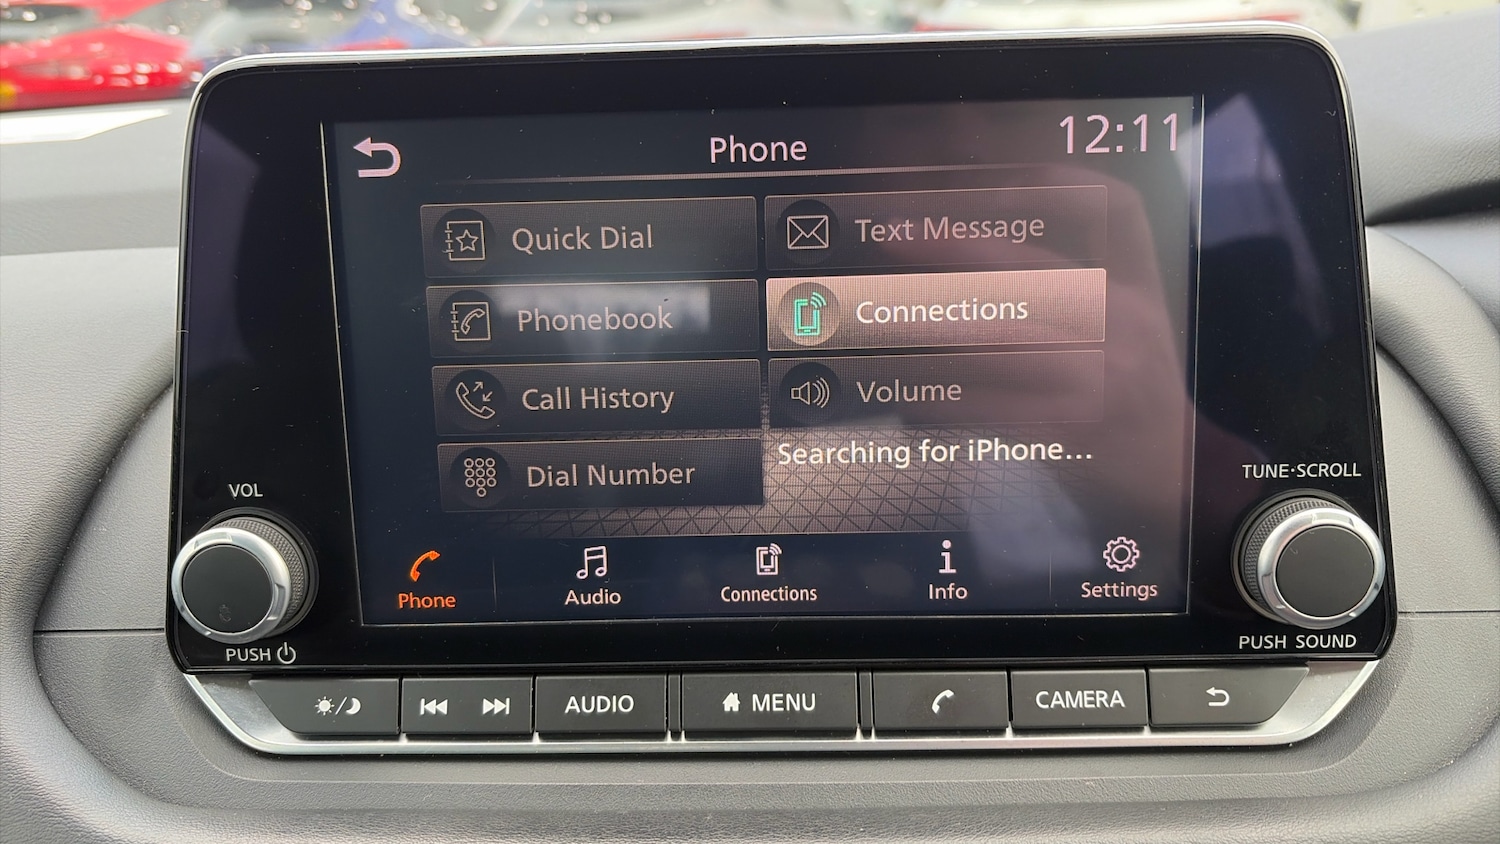 Phone
12:11
Quick Dial
Text Message
Phonebook
Connections
Call History
Volume
Dial Number
Searching for iPhone...
Phone
Audio
Connections
Info
Settings
VOL
PUSH
TUNE·SCROLL
PUSH SOUND
AUDIO
MENU
CAMERA